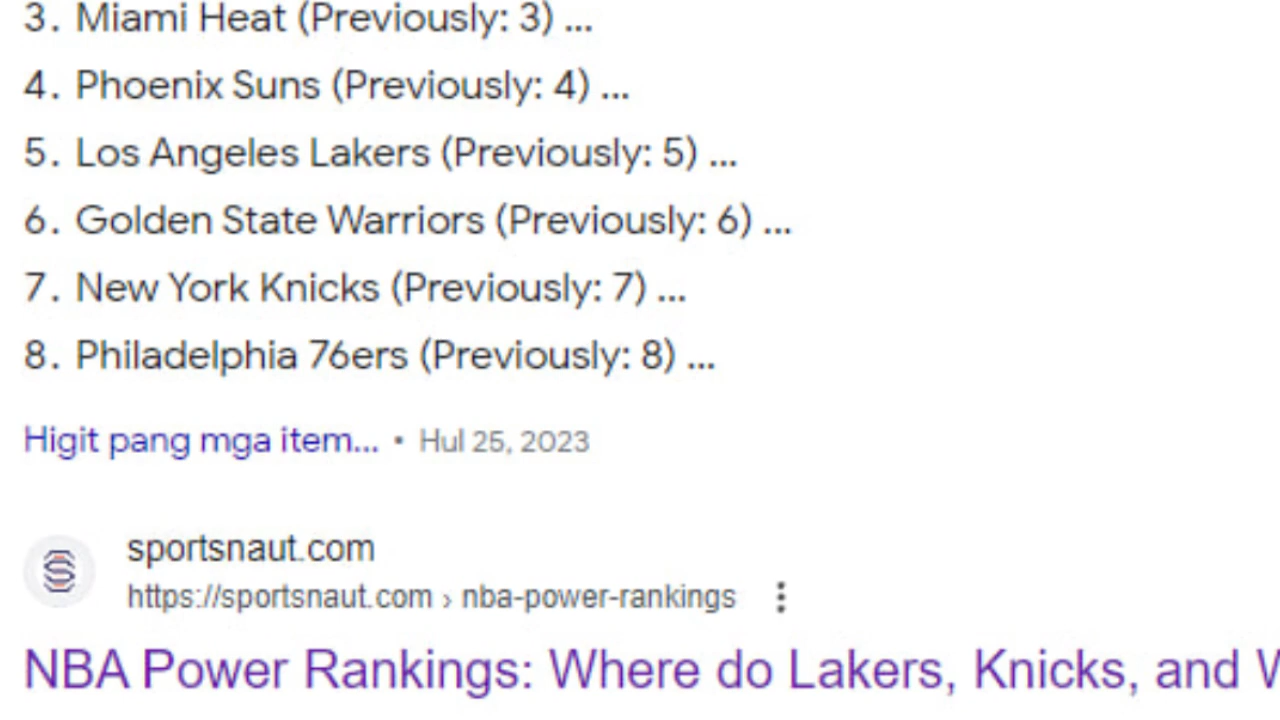 3. Miami Heat (Previously: 3) ...
4. Phoenix Suns (Previously: 4) ...
5. Los Angeles Lakers (Previously: 5) ...
6. Golden State Warriors (Previously: 6) ...
7. New York Knicks (Previously: 7) ...
8. Philadelphia 76ers (Previously: 8) ...
Higit pang mga item... • Hul 25, 2023
sportsnaut.com
https://sportsnaut.com › nba-power-rankings
NBA Power Rankings: Where do Lakers, Knicks, and